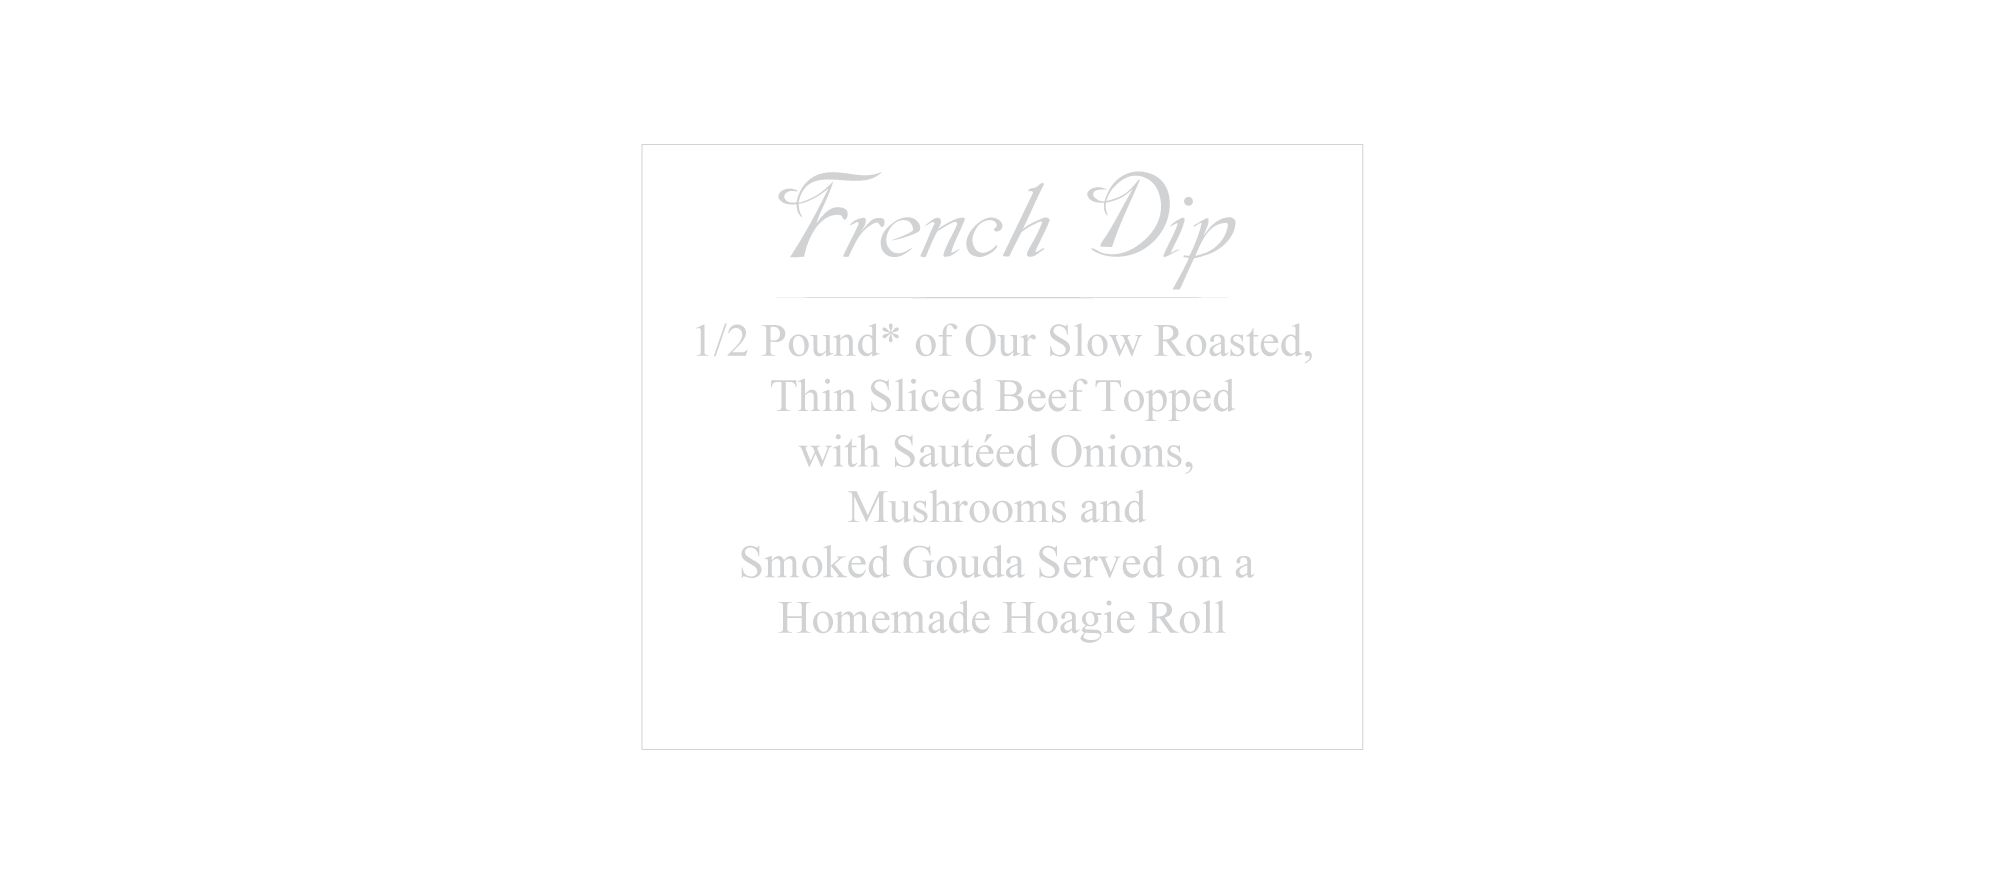 French Dip
1/2 Pound* of Our Slow Roasted,
Thin Sliced Beef Topped
with Sautéed Onions,
Mushrooms and
Smoked Gouda Served on a
Homemade Hoagie Roll